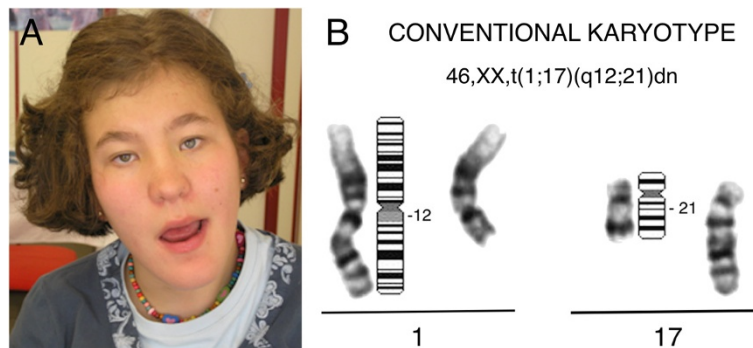 A
B
CONVENTIONAL KARYOTYPE
46,XX,t(1;17)(q12;21)dn
-12
- 21
1
17